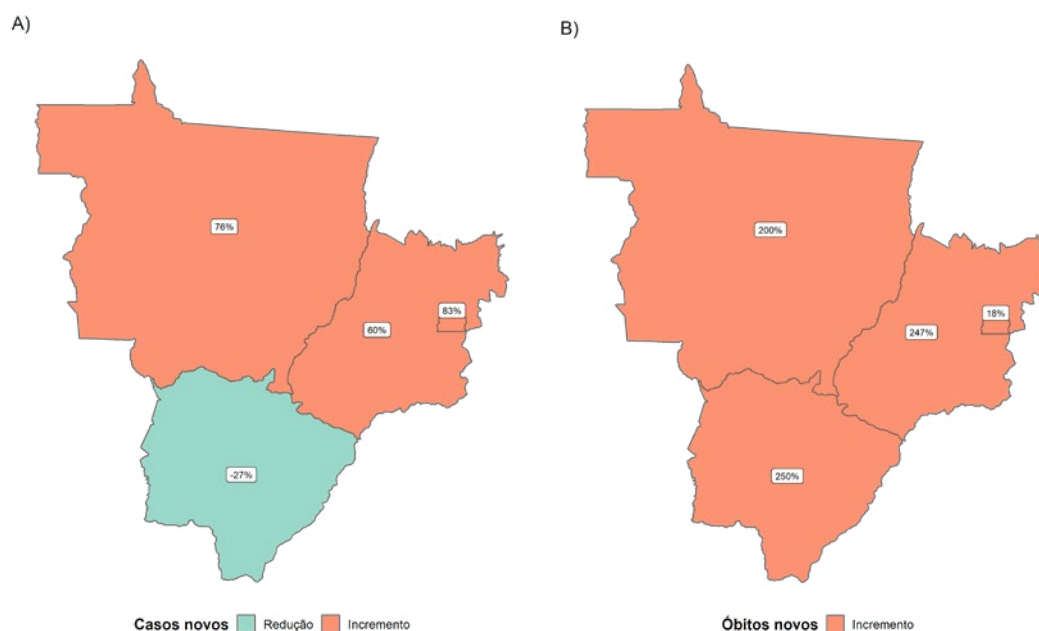 A)
76%
83%
60%
-27%
Casos novos Redução Incremento
B)
200%
18%
247%
250%
Óbitos novos Incremento